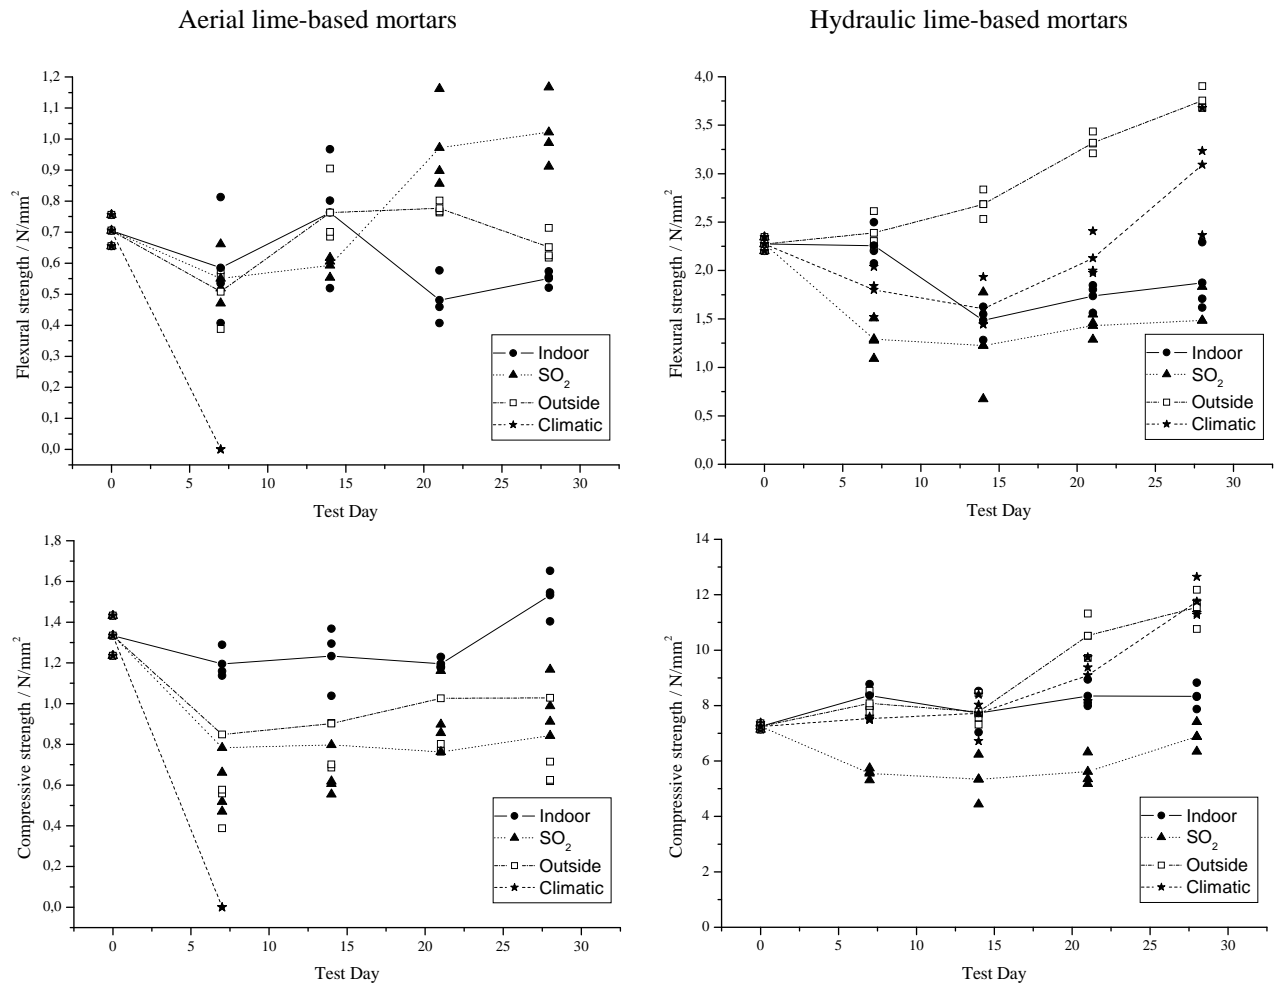 Aerial lime-based mortars
Hydraulic lime-based mortars
Flexural strength / N/mm²
1,2
1,1
1,0
0,9
0,8
0,7
0,6
0,5
0,4
0,3
0,2
0,1
0,0
0 5 10 15 20 25 30
Test Day
Indoor
SO₂
Outside
Climatic
Flexural strength / N/mm²
4,0
3,5
3,0
2,5
2,0
1,5
1,0
0,5
0,0
0 5 10 15 20 25 30
Test Day
Indoor
SO₂
Outside
Climatic
Compressive strength / N/mm²
1,8
1,6
1,4
1,2
1,0
0,8
0,6
0,4
0,2
0,0
0 5 10 15 20 25 30
Test Day
Indoor
SO₂
Outside
Climatic
Compressive strength / N/mm²
14
12
10
8
6
4
2
0
0 5 10 15 20 25 30
Test Day
Indoor
SO₂
Outside
Climatic